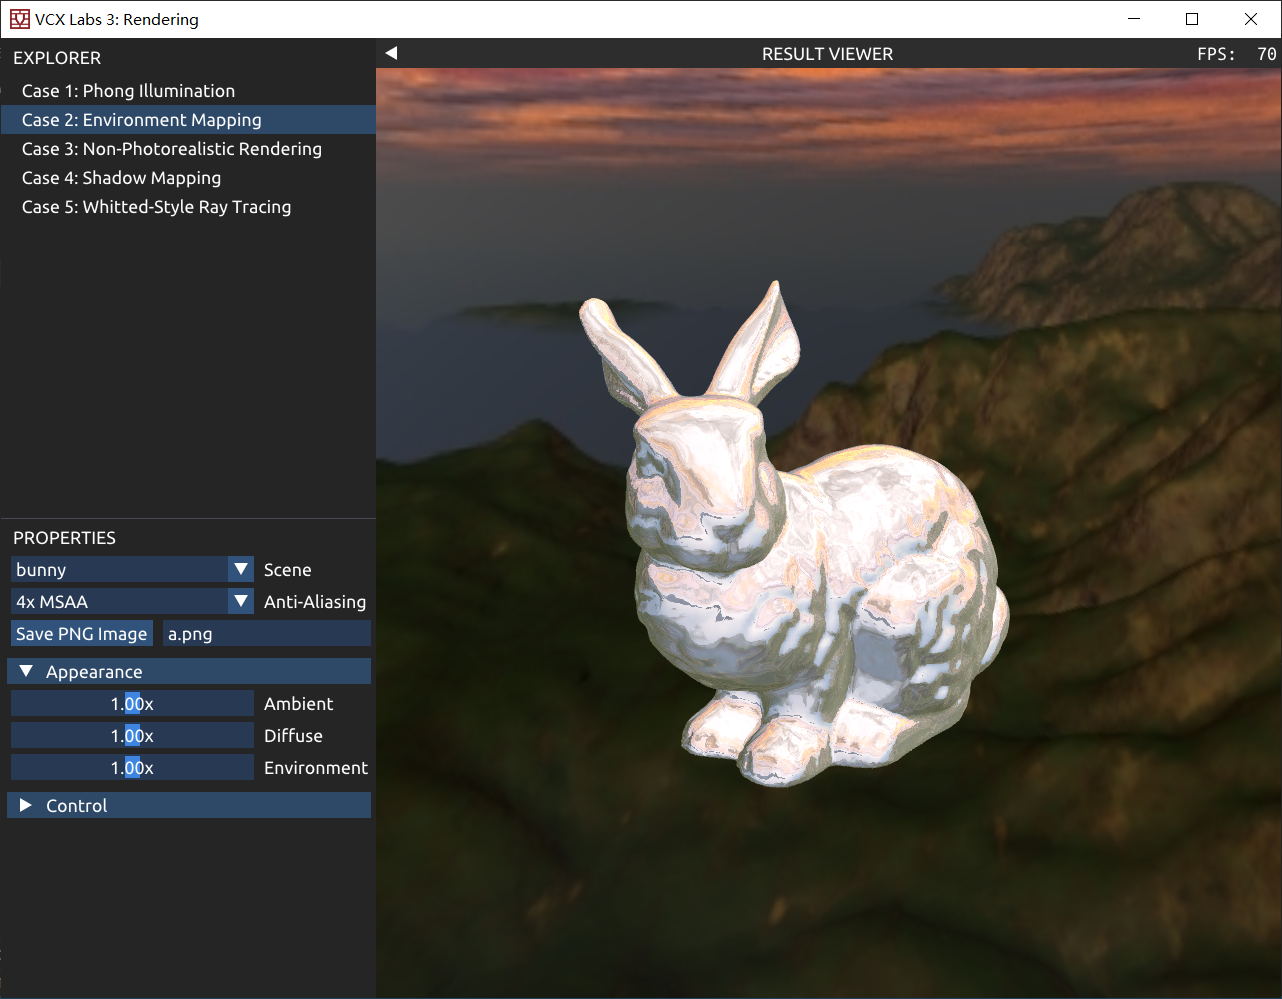 VCX Labs 3: Rendering
EXPLORER
Case 1: Phong Illumination
Case 2: Environment Mapping
Case 3: Non-Photorealistic Rendering
Case 4: Shadow Mapping
Case 5: Whitted-Style Ray Tracing
RESULT VIEWER
FPS: 70
PROPERTIES
bunny Scene
4x MSAA Anti-Aliasing
Save PNG Image a.png
Appearance
1.00x Ambient
1.00x Diffuse
1.00x Environment
Control